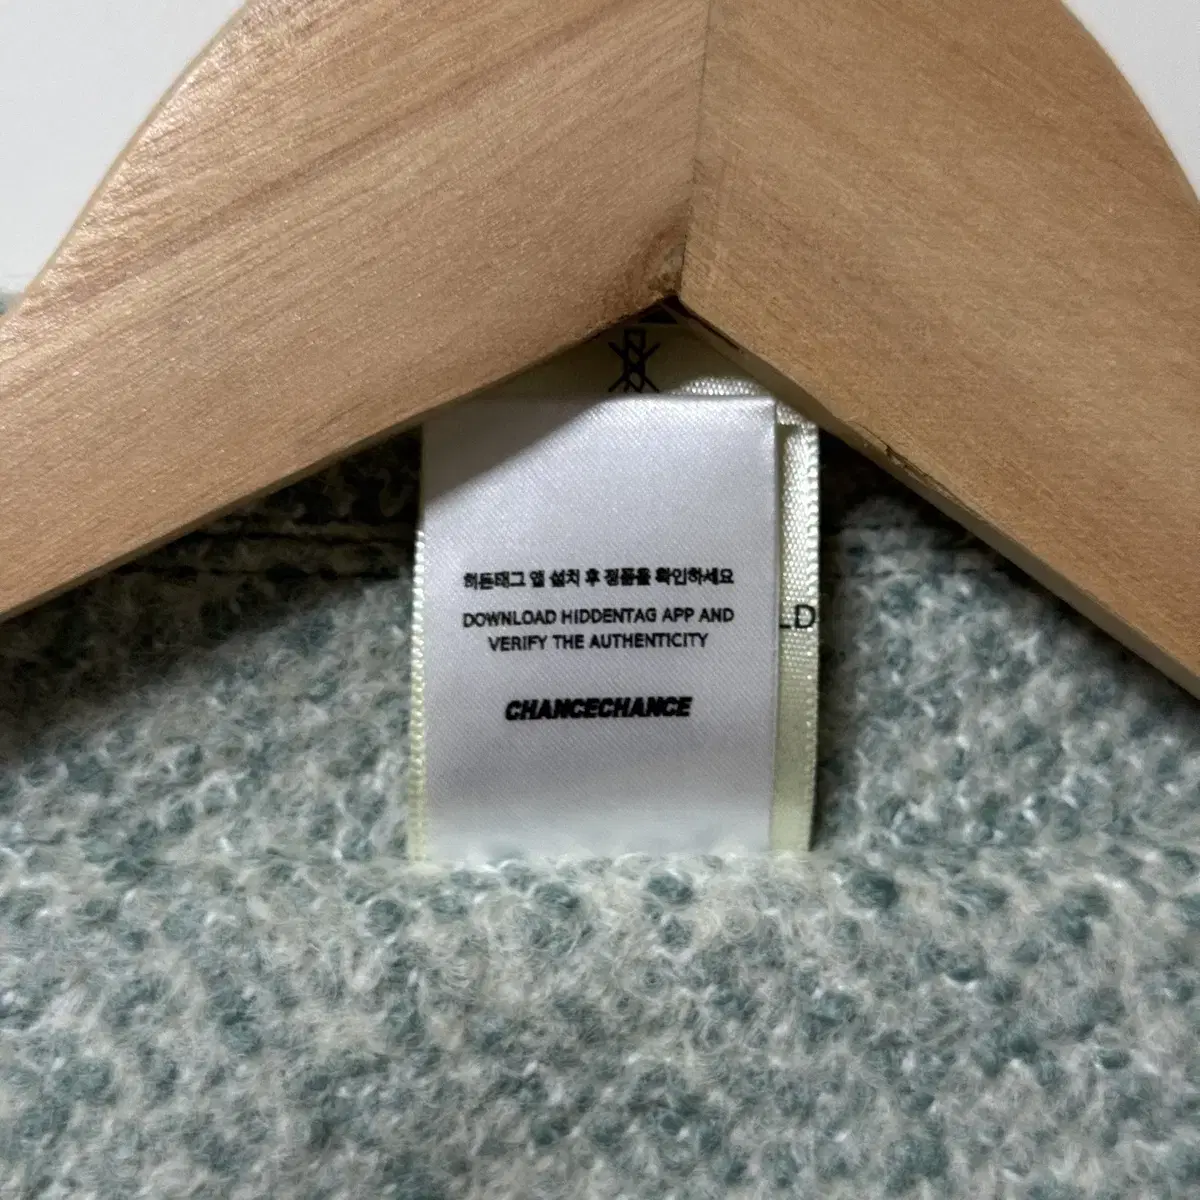 히든태그 앱 설치 후 정품을 확인하세요
DOWNLOAD HIDDENTAG APP AND
VERIFY THE AUTHENTICITY
CHANCECHANCE
LD